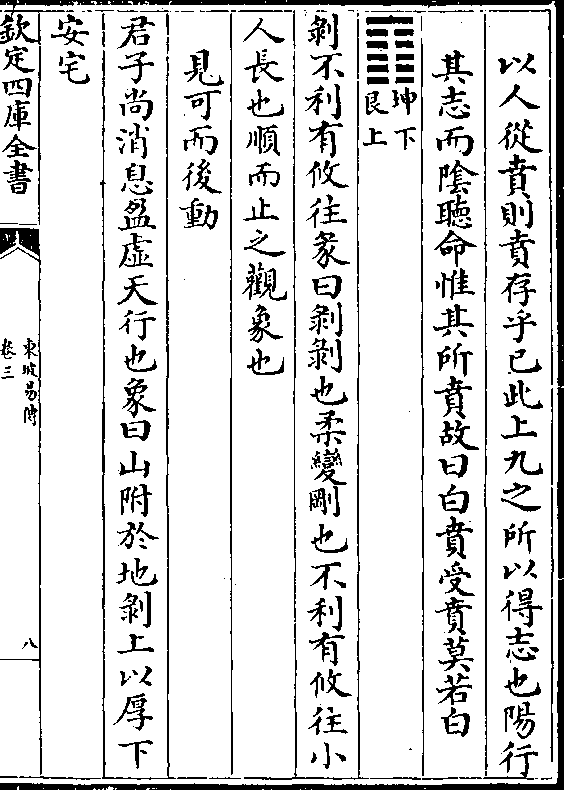 以人從賁則賁存乎已此上九之所以得志也陽行
其志而隂聽命惟其所賁故曰白賁受賁莫若白
坤下
艮上
剝不利有攸往彖曰剝剝也柔變剛也不利有攸往小
人長也順而止之觀象也
見可而後動
君子尚消息盈虛天行也象曰山附於地剝上以厚下
安宅
欽定四庫全書
東坡易傳
卷三
八